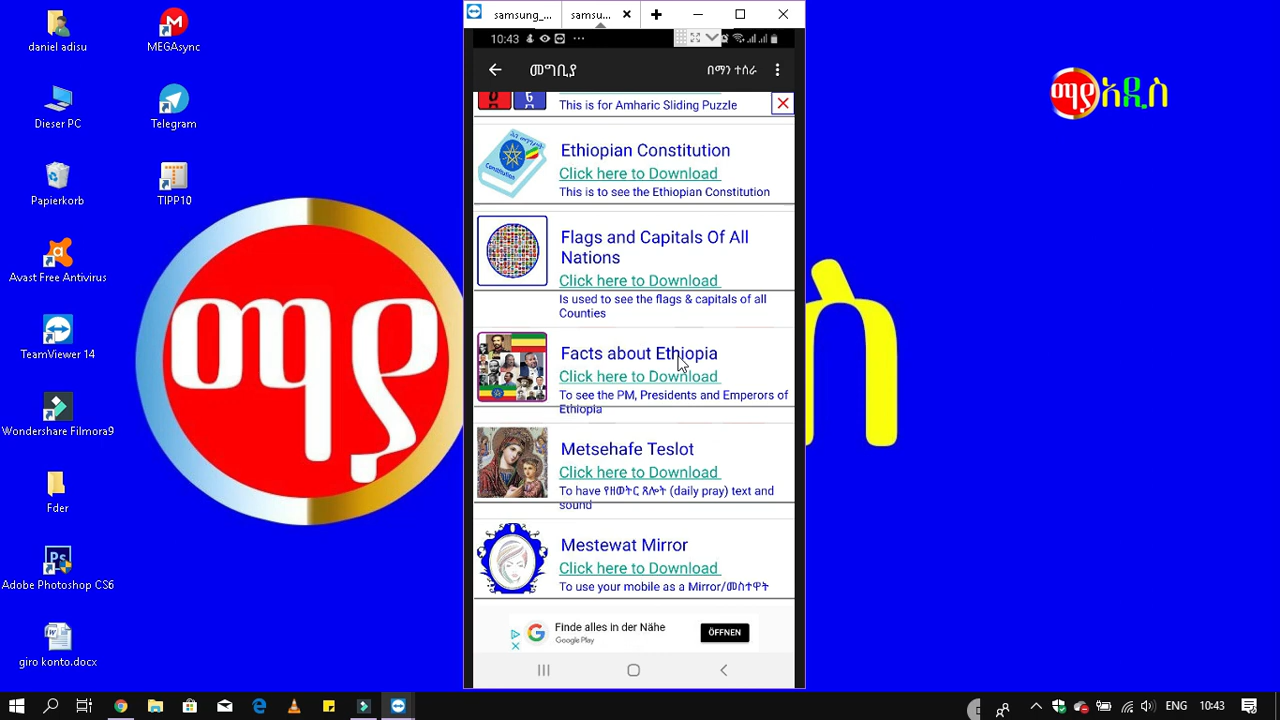 daniel adisu
MEGAsync
Dieser PC
Telegram
Papierkorb
TIPP10
Avast Free Antivirus
TeamViewer 14
Wondershare Filmora9
Fder
Adobe Photoshop CS6
giro konto.docx
ማያ
ስ
ማያአዲስ
samsung_...
samsu...
10:43
መግቢያ
በማን ተሰራ
This is for Amharic Sliding Puzzle
Constitution
Ethiopian Constitution
Click here to Download
This is to see the Ethiopian Constitution
Flags and Capitals Of All
Nations
Click here to Download
Is used to see the flags & capitals of all
Counties
Facts about Ethiopia
Click here to Download
To see the PM, Presidents and Emperors of
Ethiopia
Metsehafe Teslot
Click here to Download
To have የዘወትር ጸሎት (daily pray) text and
sound
Mestewat Mirror
Click here to Download
To use your mobile as a Mirror/መስተዋት
Finde alles in der Nähe
Google Play
ÖFFNEN
ENG
10:43